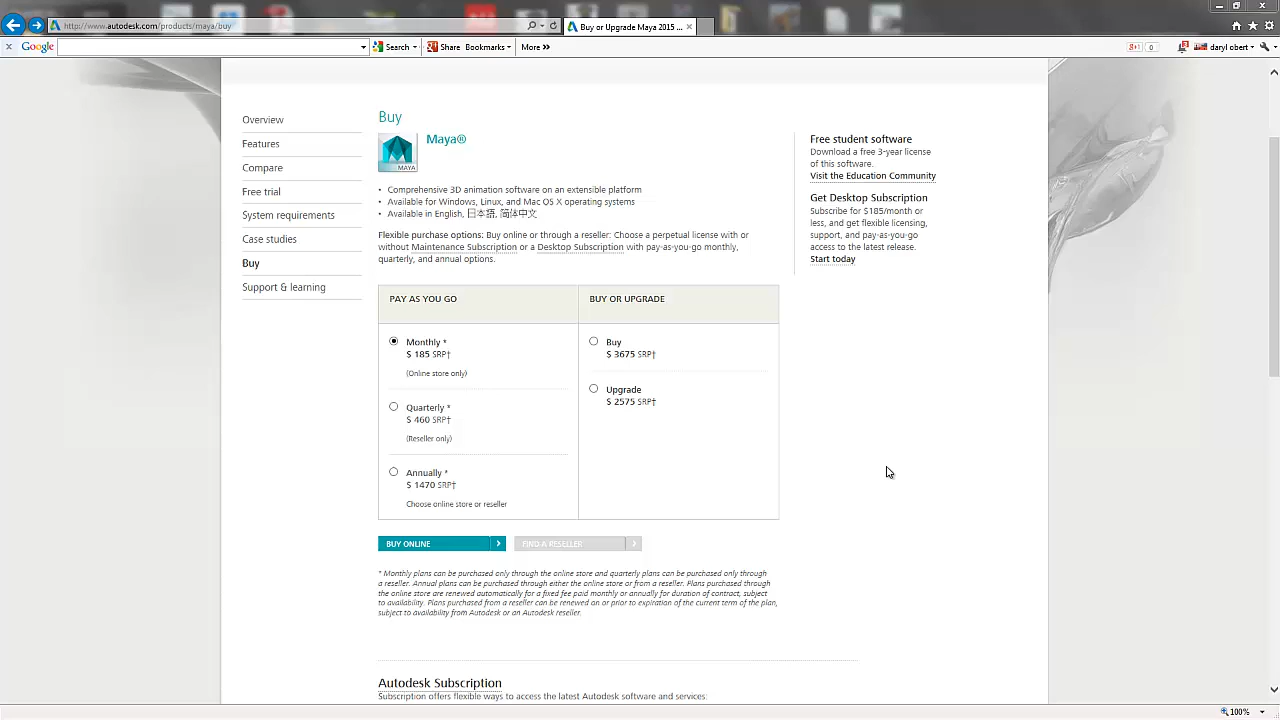 http://www.autodesk.com/products/maya/buy
Buy or Upgrade Maya 2015 ...
Google
Search
Share
Bookmarks
More »
0
daryl obert
Overview
Features
Compare
Free trial
System requirements
Case studies
Buy
Support & learning
Buy
Maya®
MAYA
• Comprehensive 3D animation software on an extensible platform
• Available for Windows, Linux, and Mac OS X operating systems
• Available in English, 日本語, 简体中文
Flexible purchase options: Buy online or through a reseller: Choose a perpetual license with or
without Maintenance Subscription or a Desktop Subscription with pay-as-you-go monthly,
quarterly, and annual options.
Free student software
Download a free 3-year license
of this software.
Visit the Education Community
Get Desktop Subscription
Subscribe for $185/month or
less, and get flexible licensing,
support, and pay-as-you-go
access to the latest release.
Start today
PAY AS YOU GO
Monthly *
$ 185 SRP†
(Online store only)
Quarterly *
$ 460 SRP†
(Reseller only)
Annually *
$ 1470 SRP†
Choose online store or reseller
BUY OR UPGRADE
Buy
$ 3675 SRP†
Upgrade
$ 2575 SRP†
BUY ONLINE
FIND A RESELLER
* Monthly plans can be purchased only through the online store and quarterly plans can be purchased only through
a reseller. Annual plans can be purchased through either the online store or from a reseller. Plans purchased through
the online store are renewed automatically for a fixed fee paid monthly or annually for duration of contract, subject
to availability. Plans purchased from a reseller can be renewed on or prior to expiration of the current term of the plan,
subject to availability from Autodesk or an Autodesk reseller.
Autodesk Subscription
Subscription offers flexible ways to access the latest Autodesk software and services:
100%